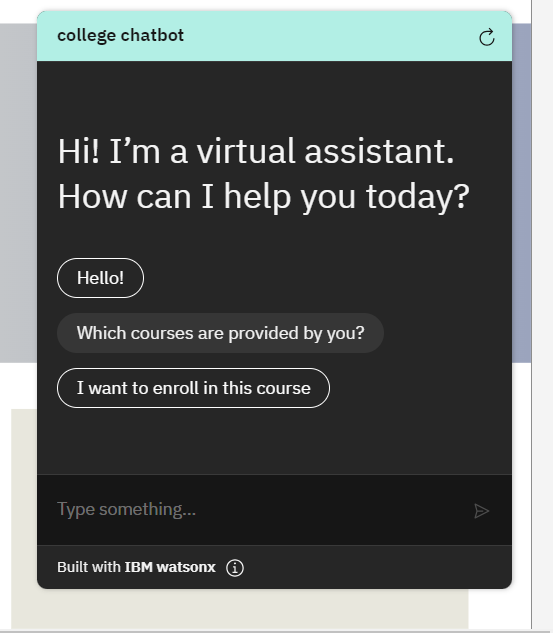 college chatbot
Hi! I’m a virtual assistant.
How can I help you today?
Hello!
Which courses are provided by you?
I want to enroll in this course
Type something...
Built with IBM watsonx